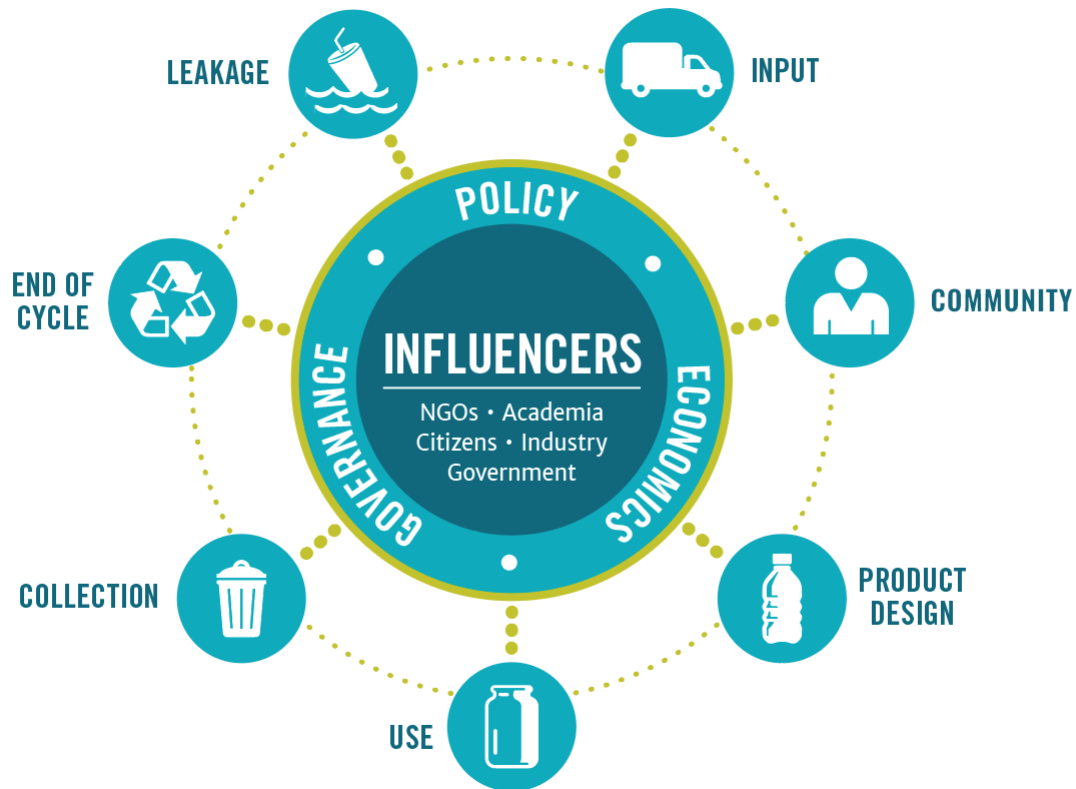 LEAKAGE
INPUT
POLICY
END OF
CYCLE
COMMUNITY
INFLUENCERS
GOVERNANCE
ECONOMICS
NGOs • Academia
Citizens • Industry
Government
COLLECTION
PRODUCT
DESIGN
USE